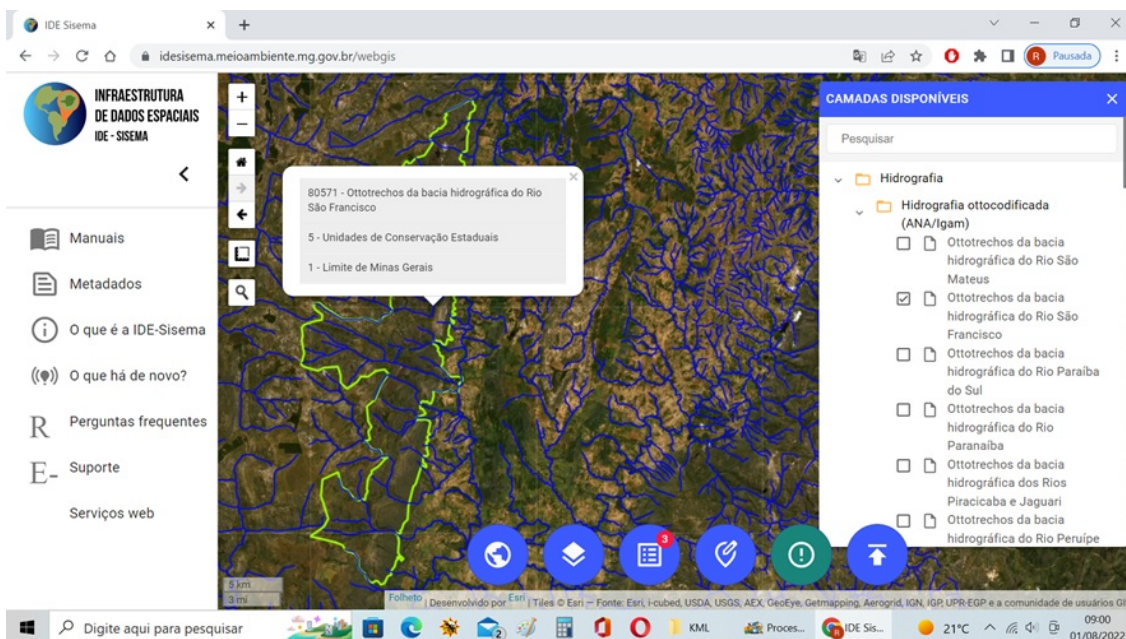 IDE Sisema
idesisema.meioambiente.mg.gov.br/webgis
R
Pausada
INFRAESTRUTURA
DE DADOS ESPACIAIS
IDE - SISEMA
Manuais
Metadados
O que é a IDE-Sisema
O que há de novo?
R Perguntas frequentes
E- Suporte
Serviços web
80571 - Ottotrechos da bacia hidrográfica do Rio
São Francisco
5 - Unidades de Conservação Estaduais
1 - Limite de Minas Gerais
CAMADAS DISPONÍVEIS
Pesquisar
Hidrografia
Hidrografia ottocodificada
(ANA/Igam)
Ottotrechos da bacia
hidrográfica do Rio São
Mateus
Ottotrechos da bacia
hidrográfica do Rio São
Francisco
Ottotrechos da bacia
hidrográfica do Rio Paraíba
do Sul
Ottotrechos da bacia
hidrográfica do Rio
Paranaíba
Ottotrechos da bacia
hidrográfica dos Rios
Piracicaba e Jaguari
Ottotrechos da bacia
hidrográfica do Rio Peruípe
3
5 km
3 mi
Folheto | Desenvolvido por Esri | Tiles © Esri — Fonte: Esri, i-cubed, USDA, USGS, AEX, GeoEye, Getmapping, Aerogrid, IGN, IGP, UPR-EGP e a comunidade de usuários GI
Digite aqui para pesquisar
2
KML
Proces...
IDE Sis...
21°C
09:00
01/08/2022